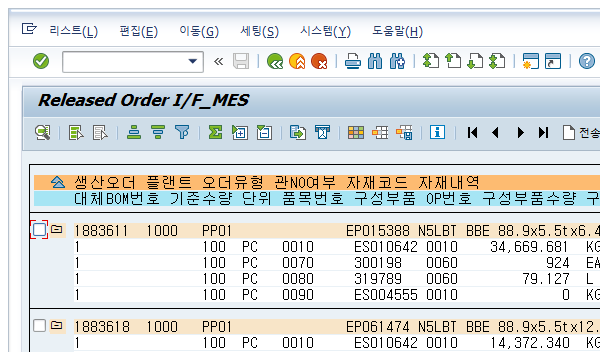 리스트(L) 편집(E) 이동(G) 세팅(S) 시스템(Y) 도움말(H)
Released Order I/F_MES
전송
생산오더 플랜트 오더유형 관NO여부 자재코드 자재내역
대체BOM번호 기준수량 단위 품목번호 구성부품 OP번호 구성부품수량 구
1883611 1000 PP01 EP015388 N5LBT BBE 88.9x5.5tx6.4
1 100 PC 0010 ES010642 0010 34,669.681 KG
1 100 PC 0070 300198 0060 924 EA
1 100 PC 0080 319789 0060 79.127 L
1 100 PC 0090 ES004555 0010 0 KG
1883618 1000 PP01 EP061474 N5LBT BBE 88.9x5.5tx12.
1 100 PC 0010 ES010642 0010 14,372.340 KG